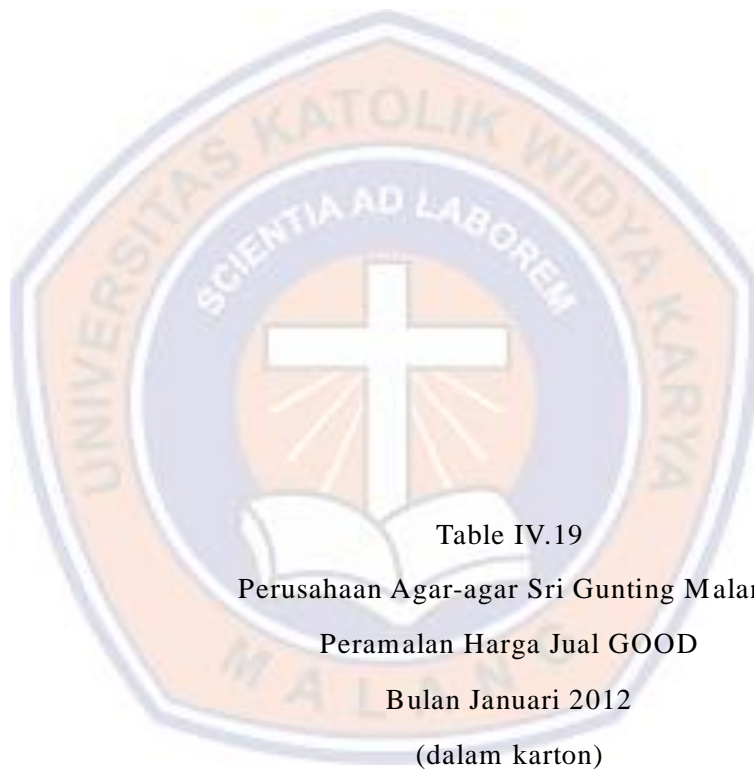 UNIVERSITAS KATOLIK WIDYA KARYA
SCIENTIA AD LABOREM
MALANG
Table IV.19
Perusahaan Agar-agar Sri Gunting Malan
Peramalan Harga Jual GOOD
Bulan Januari 2012
(dalam karton)